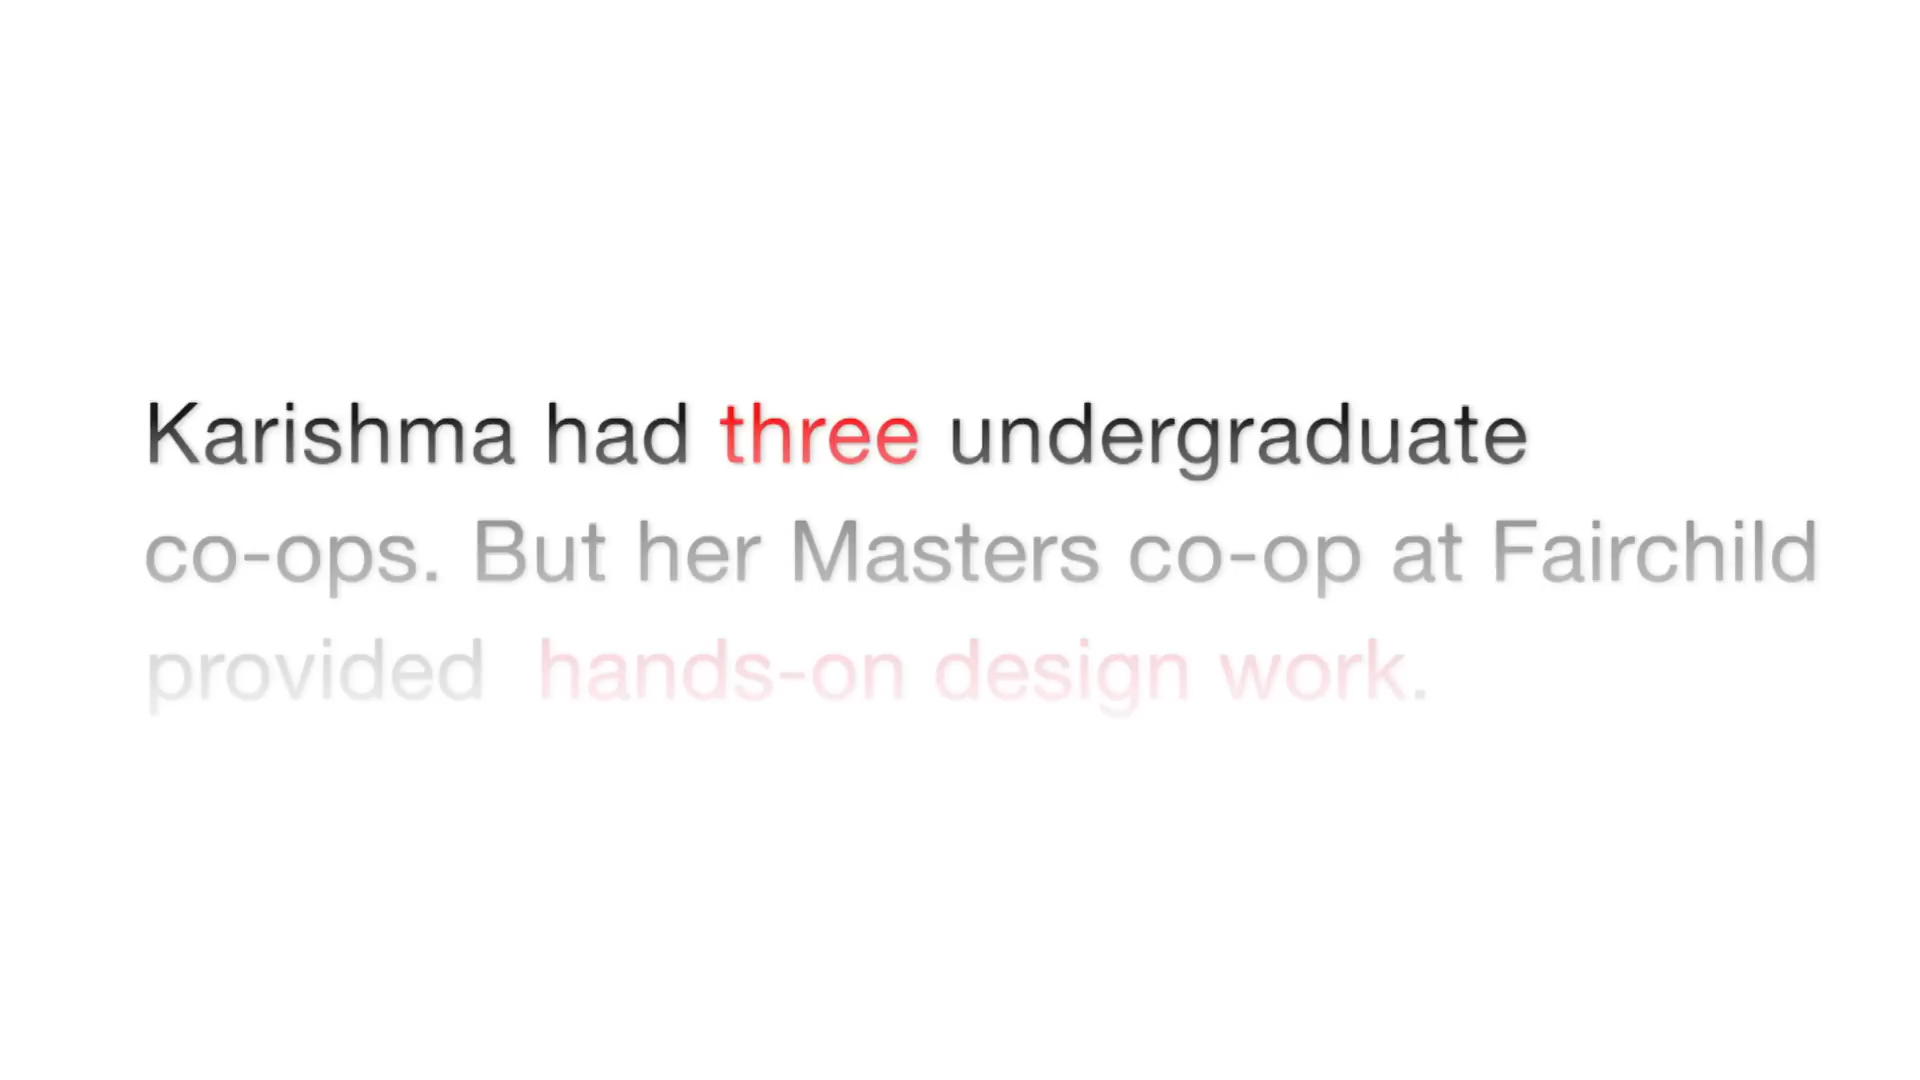 Karishma had three undergraduate
co-ops. But her Masters co-op at Fairchild
provided hands-on design work.